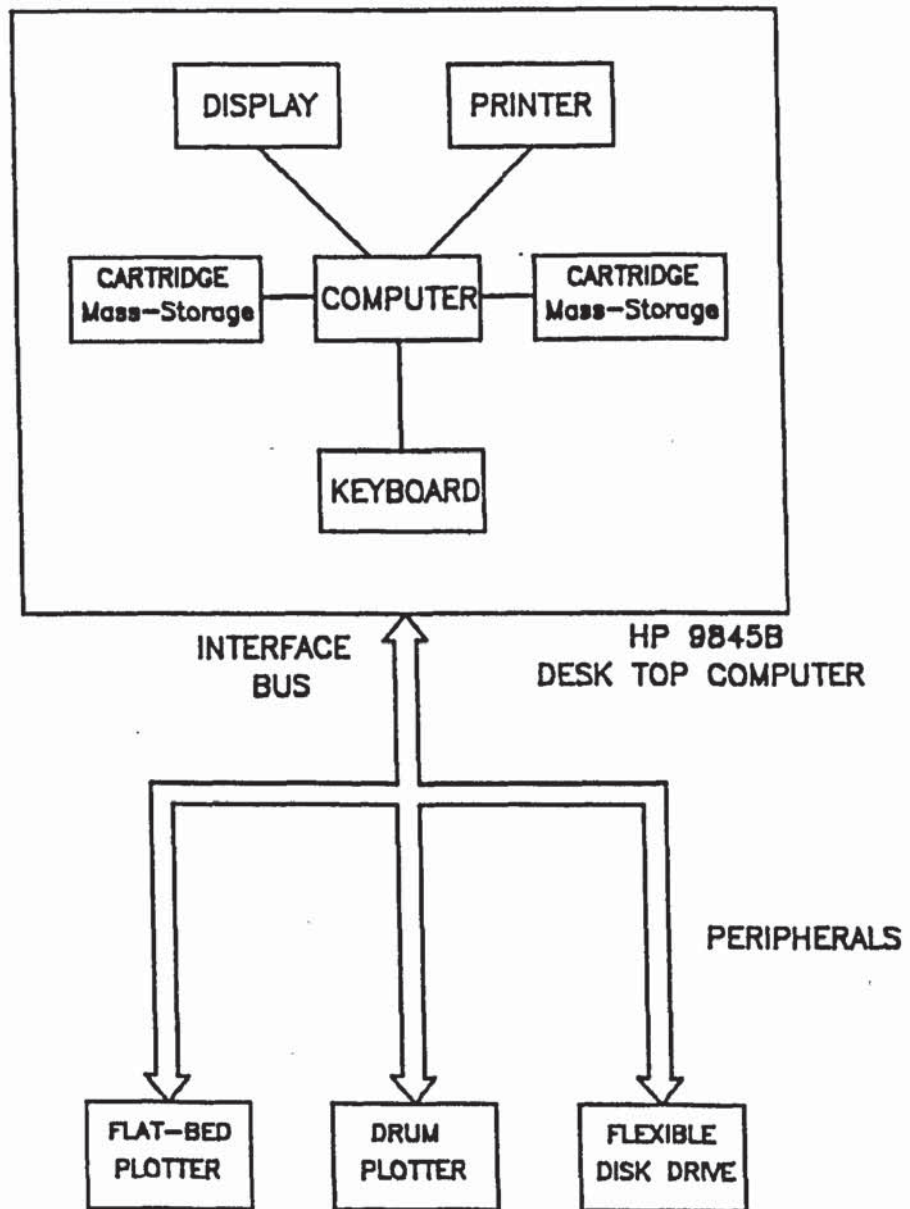 DISPLAY
PRINTER
CARTRIDGE
Mass-Storage
COMPUTER
CARTRIDGE
Mass-Storage
KEYBOARD
INTERFACE
BUS
HP 9845B
DESK TOP COMPUTER
PERIPHERALS
FLAT-BED
PLOTTER
DRUM
PLOTTER
FLEXIBLE
DISK DRIVE